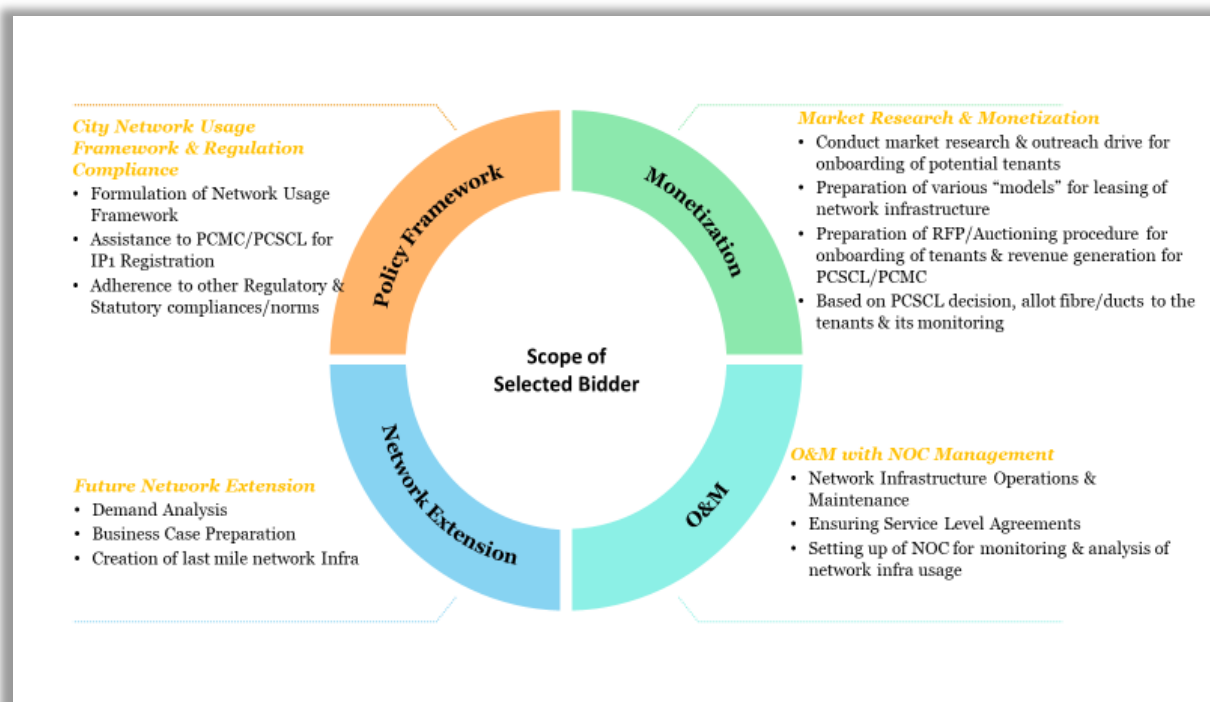 City Network Usage
Framework & Regulation
Compliance
• Formulation of Network Usage
Framework
• Assistance to PCMC/PCSCL for
IP1 Registration
• Adherence to other Regulatory &
Statutory compliances/norms
Policy Framework
Monetization
Market Research & Monetization
• Conduct market research & outreach drive for
onboarding of potential tenants
• Preparation of various “models” for leasing of
network infrastructure
• Preparation of RFP/Auctioning procedure for
onboarding of tenants & revenue generation for
PCSCL/PCMC
• Based on PCSCL decision, allot fibre/ducts to the
tenants & its monitoring
Scope of
Selected Bidder
Future Network Extension
• Demand Analysis
• Business Case Preparation
• Creation of last mile network Infra
Network Extension
O&M
O&M with NOC Management
• Network Infrastructure Operations &
Maintenance
• Ensuring Service Level Agreements
• Setting up of NOC for monitoring & analysis of
network infra usage